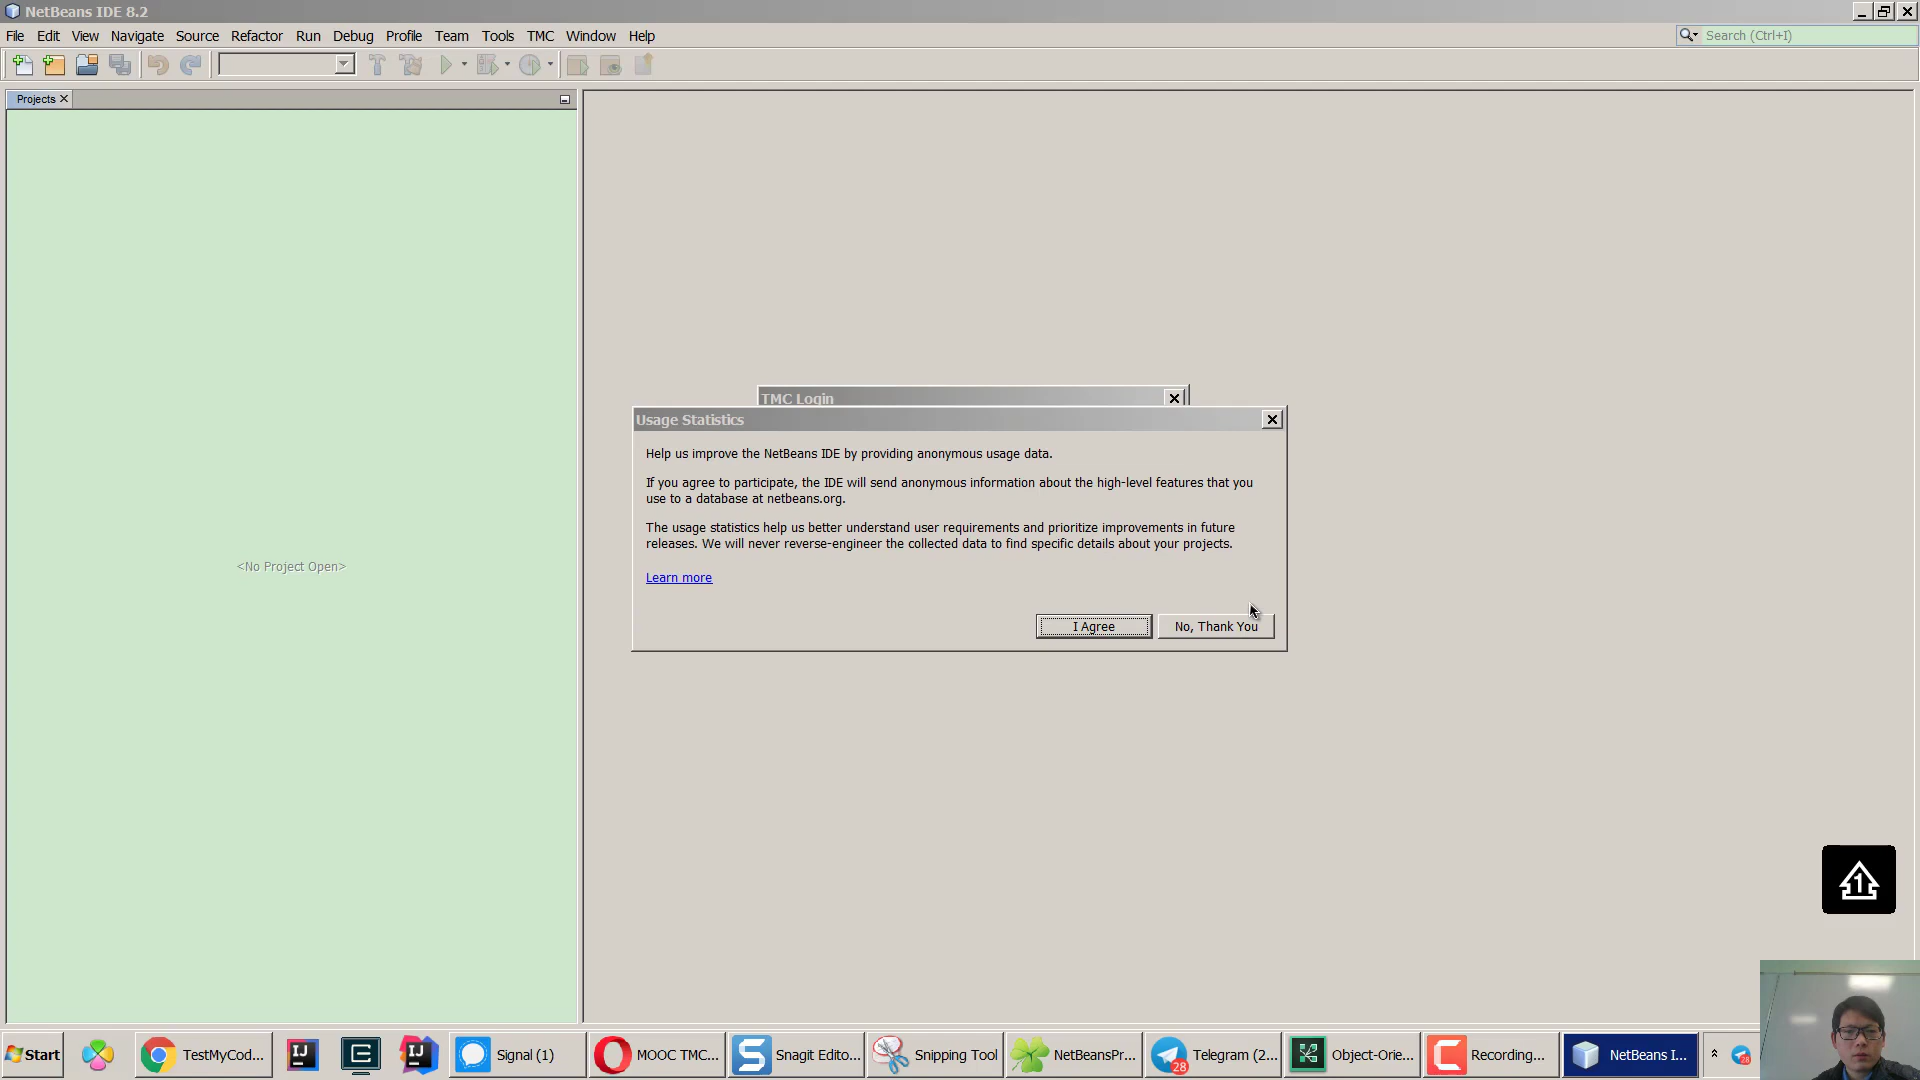 NetBeans IDE 8.2
File Edit View Navigate Source Refactor Run Debug Profile Team Tools TMC Window Help
Search (Ctrl+I)
Projects
TMC Login
Usage Statistics
Help us improve the NetBeans IDE by providing anonymous usage data.
If you agree to participate, the IDE will send anonymous information about the high-level features that you
use to a database at netbeans.org.
The usage statistics help us better understand user requirements and prioritize improvements in future
releases. We will never reverse-engineer the collected data to find specific details about your projects.
<No Project Open>
Learn more
I Agree
No, Thank You
1
Start
TestMyCod...
IJ
IJ
Signal (1)
MOOC TMC...
S
Snagit Edito...
Snipping Tool
NetBeansPr...
28
Telegram (2...
Object-Orie...
Recording...
NetBeans I...